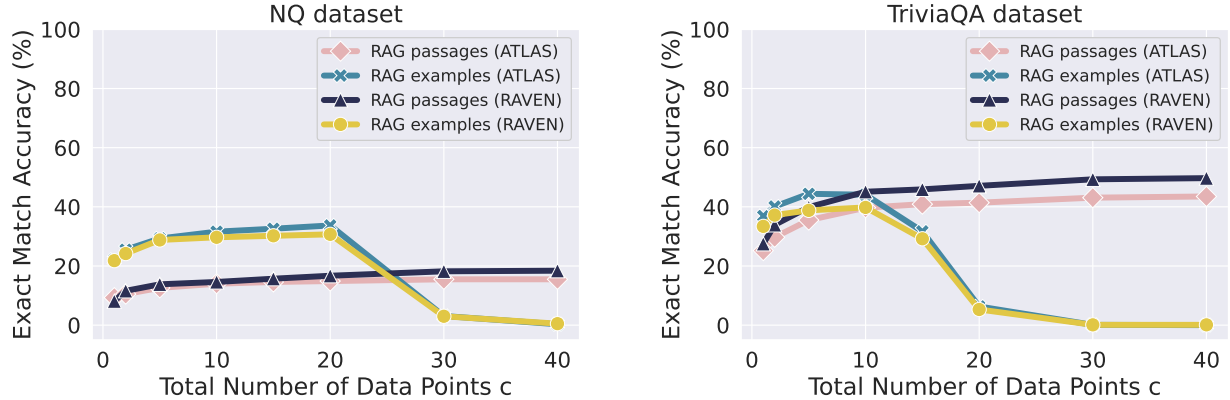 NQ dataset
Exact Match Accuracy (%)
100
80
60
40
20
0
RAG passages (ATLAS)
RAG examples (ATLAS)
RAG passages (RAVEN)
RAG examples (RAVEN)
0 10 20 30 40
Total Number of Data Points c
TriviaQA dataset
Exact Match Accuracy (%)
100
80
60
40
20
0
RAG passages (ATLAS)
RAG examples (ATLAS)
RAG passages (RAVEN)
RAG examples (RAVEN)
0 10 20 30 40
Total Number of Data Points c